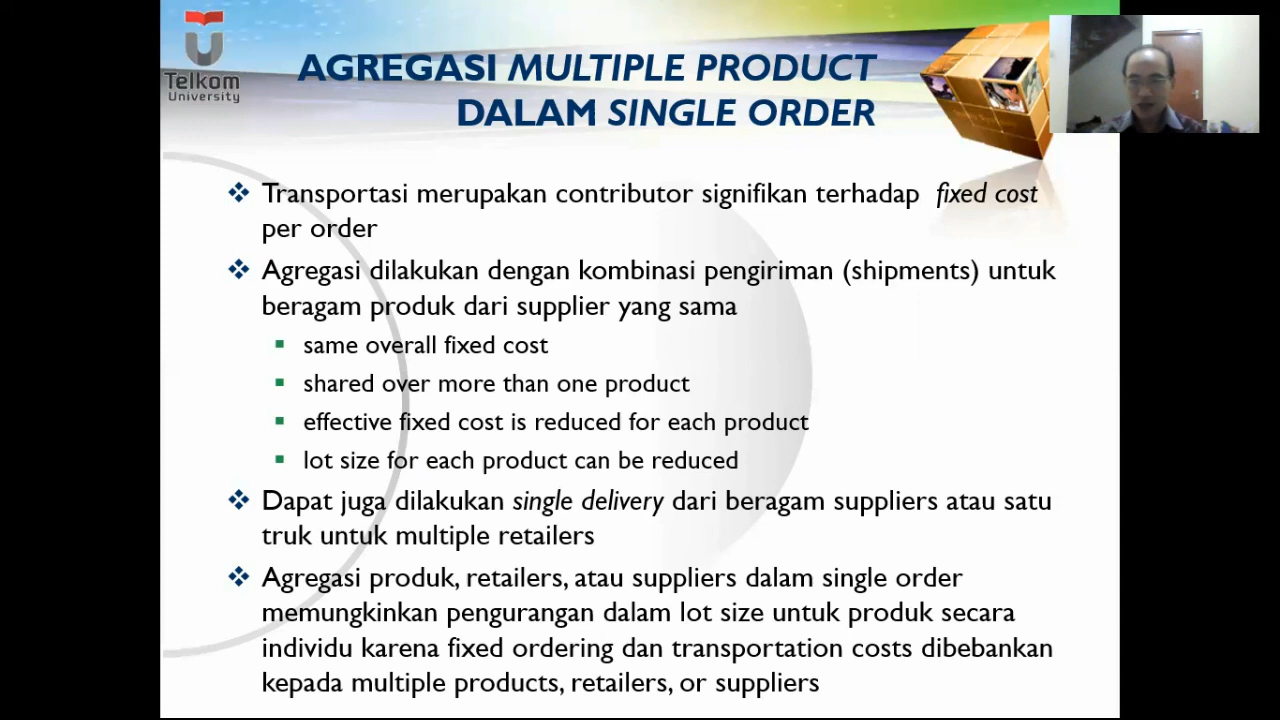 Telkom
University
AGREGASI MULTIPLE PRODUCT
DALAM SINGLE ORDER
Transportasi merupakan contributor signifikan terhadap fixed cost
per order
Agregasi dilakukan dengan kombinasi pengiriman (shipments) untuk
beragam produk dari supplier yang sama
same overall fixed cost
shared over more than one product
effective fixed cost is reduced for each product
lot size for each product can be reduced
Dapat juga dilakukan single delivery dari beragam suppliers atau satu
truk untuk multiple retailers
Agregasi produk, retailers, atau suppliers dalam single order
memungkinkan pengurangan dalam lot size untuk produk secara
individu karena fixed ordering dan transportation costs dibebankan
kepada multiple products, retailers, or suppliers